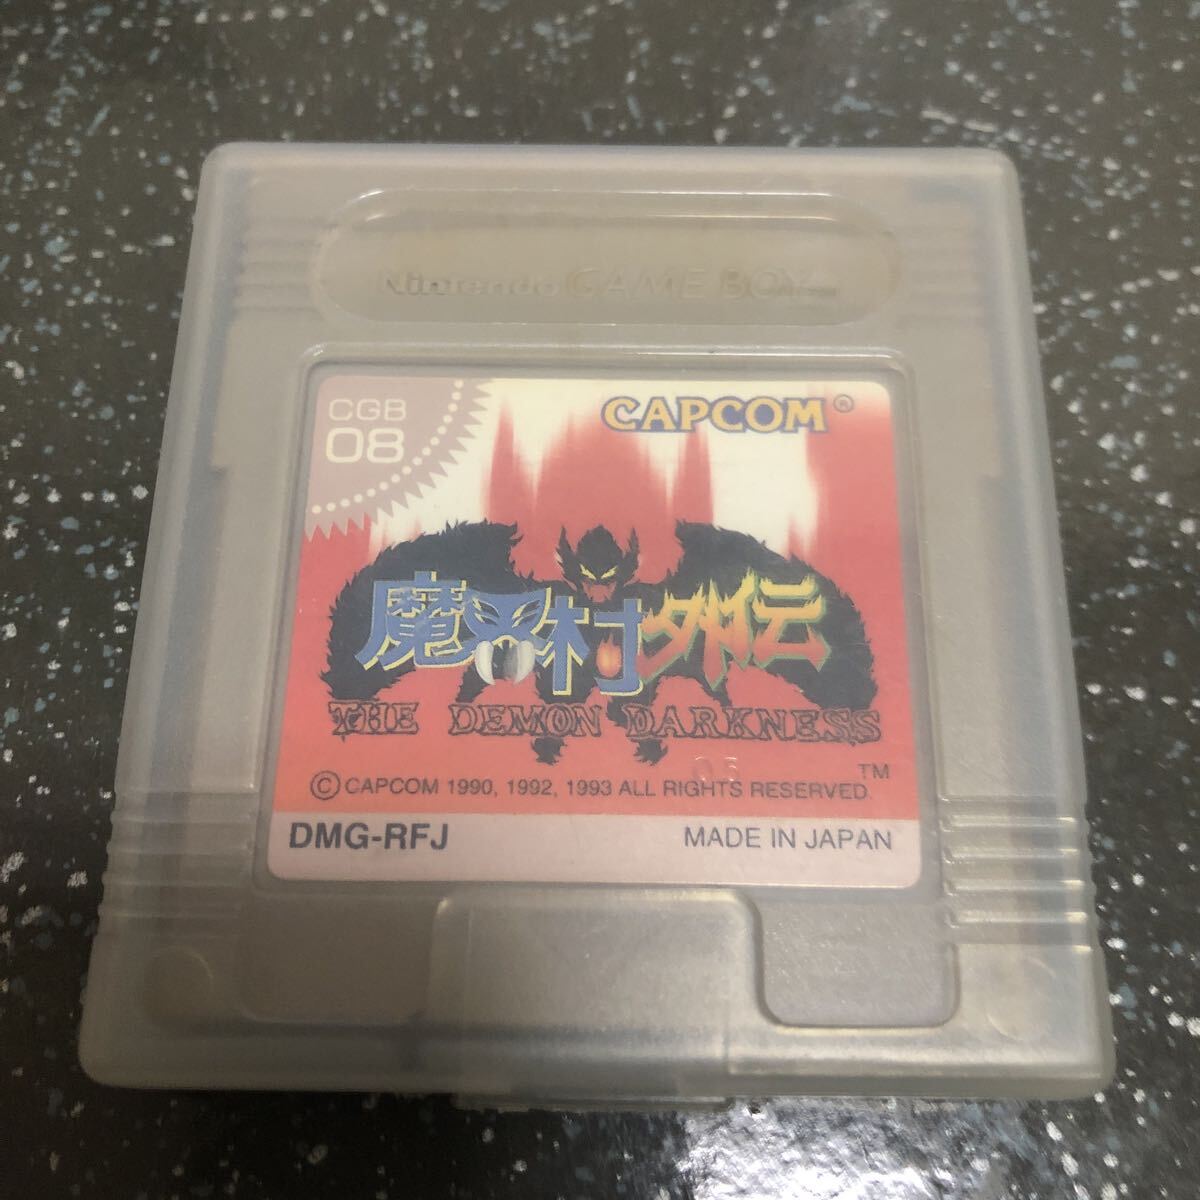 Nintendo GAME BOY
CGB
08
CAPCOM®
魔界村外伝
THE DEMON DARKNESS
TM
© CAPCOM 1990, 1992, 1993 ALL RIGHTS RESERVED.
DMG-RFJ
MADE IN JAPAN